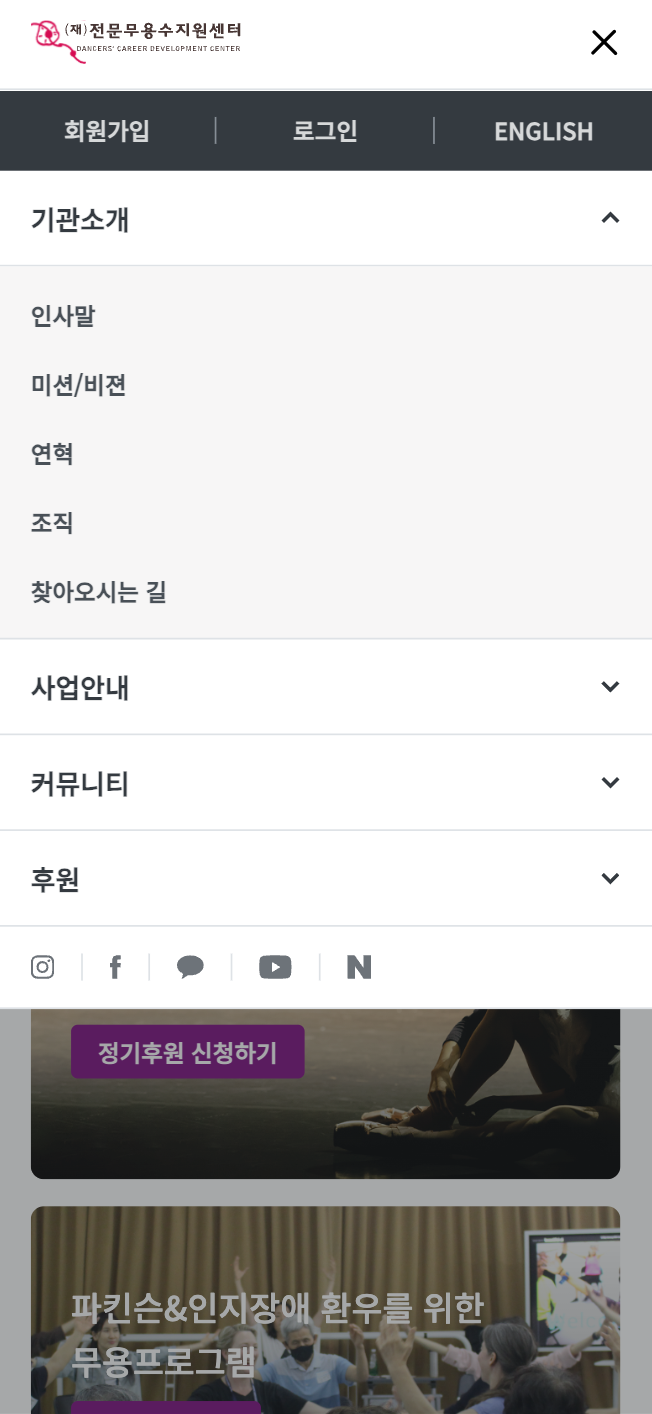 (재)전문무용수지원센터
DANCERS' CAREER DEVELOPMENT CENTER
회원가입
로그인
ENGLISH
기관소개
인사말
미션/비젼
연혁
조직
찾아오시는 길
사업안내
커뮤니티
후원
정기후원 신청하기
파킨슨&인지장애 환우를 위한
무용프로그램